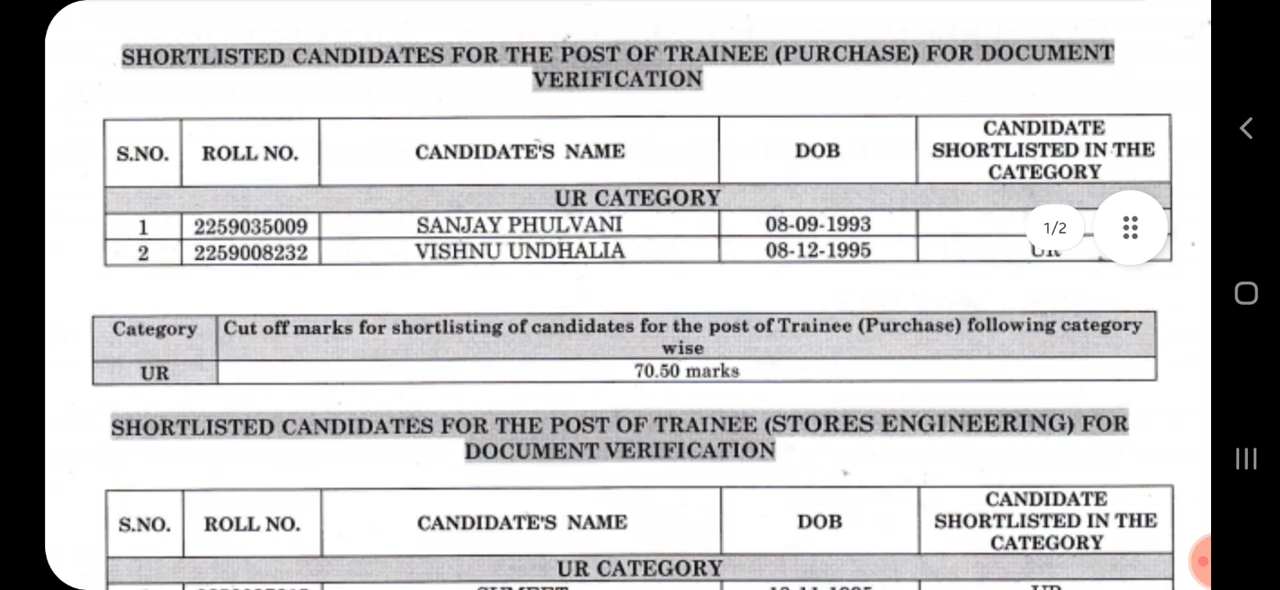 SHORTLISTED CANDIDATES FOR THE POST OF TRAINEE (PURCHASE) FOR DOCUMENT
VERIFICATION
S.NO. ROLL NO. CANDIDATE'S NAME DOB CANDIDATE SHORTLISTED IN THE CATEGORY
UR CATEGORY
1 2259035009 SANJAY PHULVANI 08-09-1993
2 2259008232 VISHNU UNDHALIA 08-12-1995 UR
1/2
Category Cut off marks for shortlisting of candidates for the post of Trainee (Purchase) following category
wise
UR 70.50 marks
SHORTLISTED CANDIDATES FOR THE POST OF TRAINEE (STORES ENGINEERING) FOR
DOCUMENT VERIFICATION
S.NO. ROLL NO. CANDIDATE'S NAME DOB CANDIDATE SHORTLISTED IN THE CATEGORY
UR CATEGORY